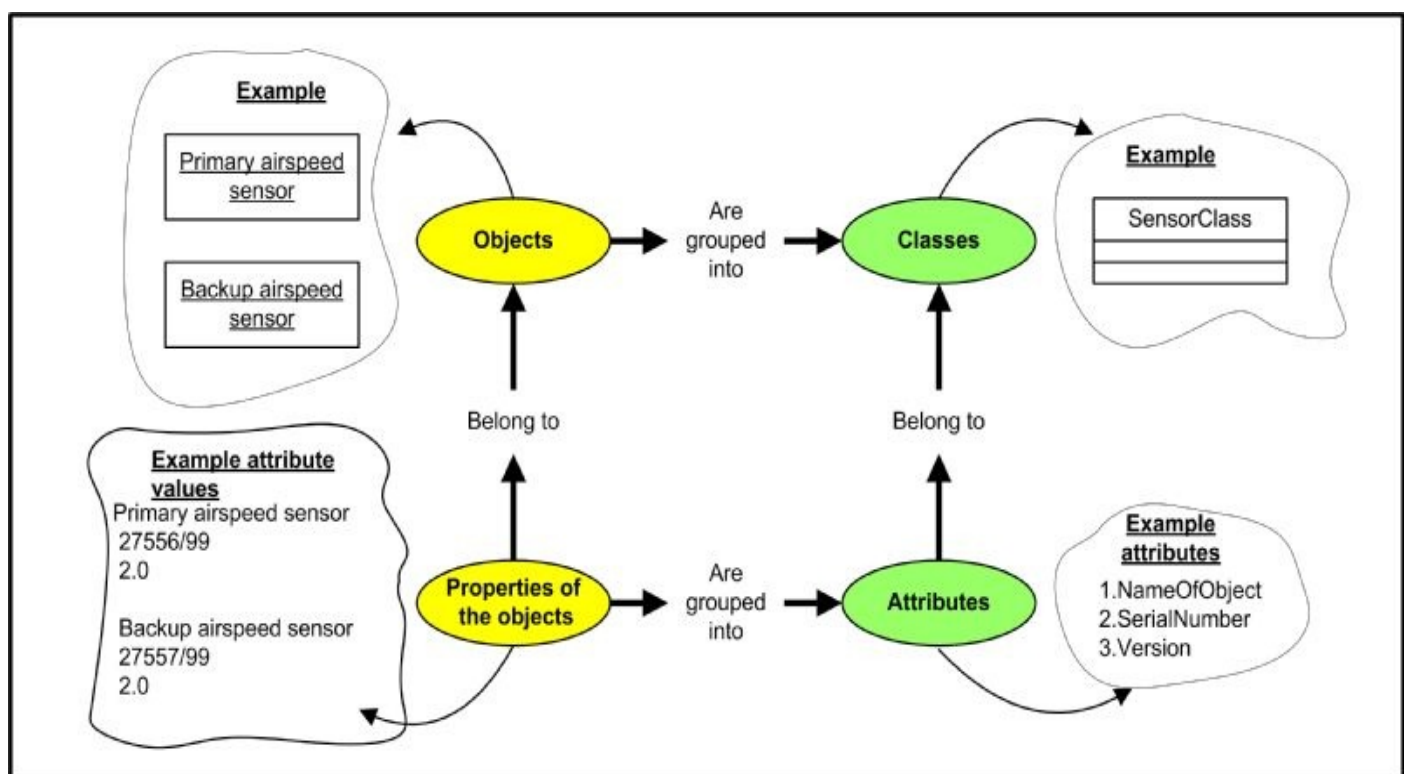 Example
Primary airspeed
sensor
Backup airspeed
sensor
Objects
Are
grouped
into
Classes
Example
SensorClass
Belong to
Belong to
Example attribute
values
Primary airspeed sensor
27556/99
2.0
Backup airspeed sensor
27557/99
2.0
Properties of
the objects
Are
grouped
into
Attributes
Example
attributes
1.NameOfObject
2.SerialNumber
3.Version